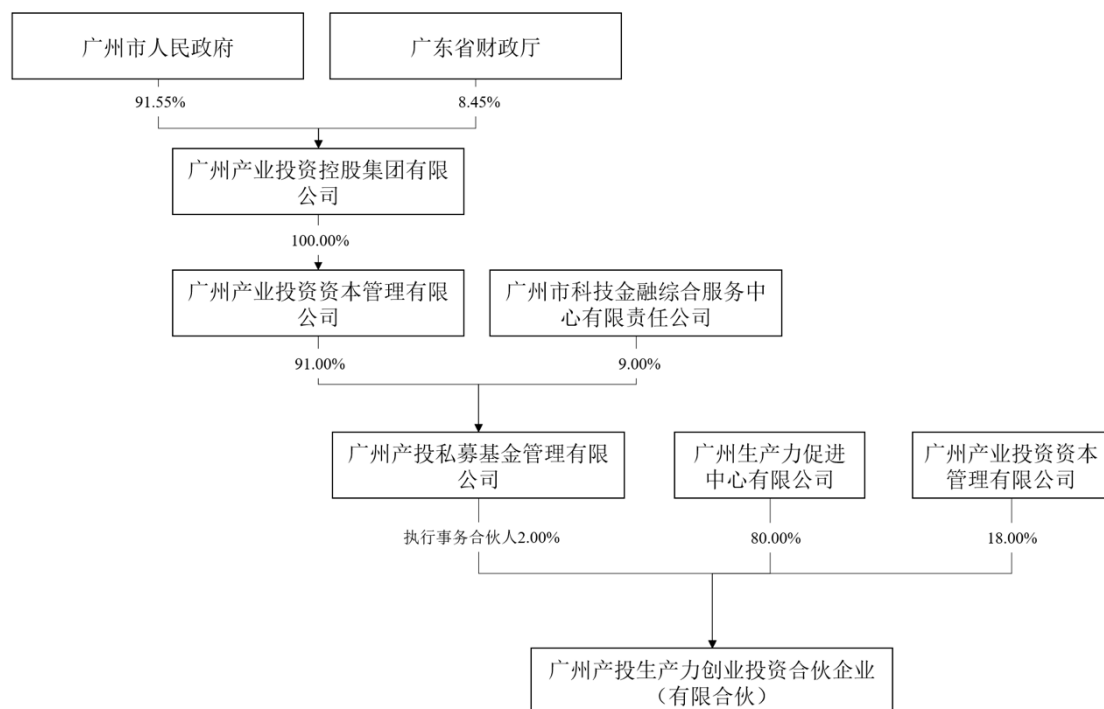 广州市人民政府
广东省财政厅
91.55%
8.45%
广州产业投资控股集团有限
公司
100.00%
广州产业投资资本管理有限
公司
广州市科技金融综合服务中
心有限责任公司
91.00%
9.00%
广州产投私募基金管理有限
公司
广州生产力促进
中心有限公司
广州产业投资资本
管理有限公司
执行事务合伙人2.00%
80.00%
18.00%
广州产投生产力创业投资合伙企业
（有限合伙）